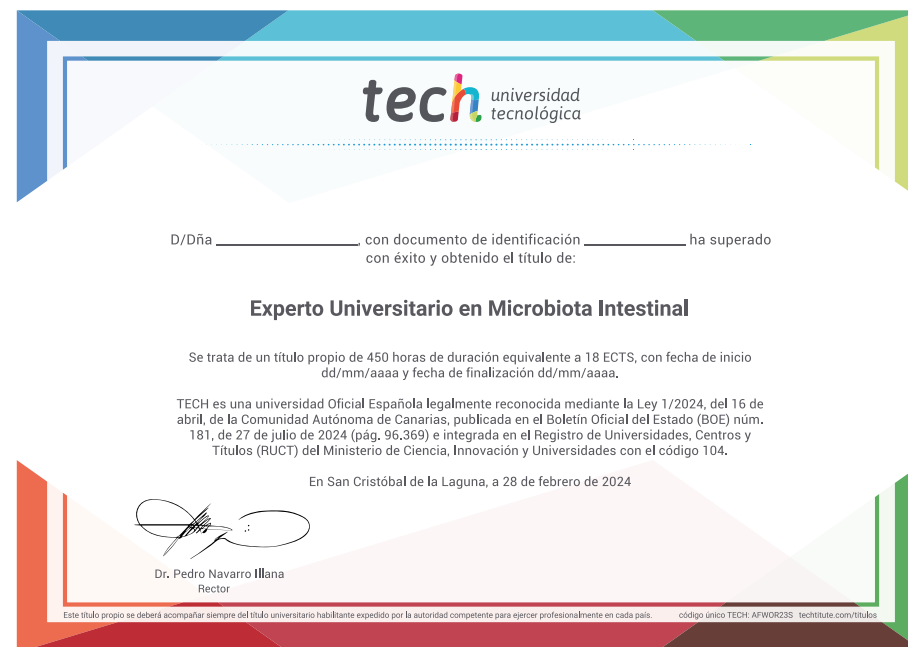 tech universidad
tecnológica
D/Dña ____________, con documento de identificación ____________ ha superado
con éxito y obtenido el título de:
Experto Universitario en Microbiota Intestinal
Se trata de un título propio de 450 horas de duración equivalente a 18 ECTS, con fecha de inicio
dd/mm/aaaa y fecha de finalización dd/mm/aaaa.
TECH es una universidad Oficial Española legalmente reconocida mediante la Ley 1/2024, del 16 de
abril, de la Comunidad Autónoma de Canarias, publicada en el Boletín Oficial del Estado (BOE) núm.
181, de 27 de julio de 2024 (pág. 96.369) e integrada en el Registro de Universidades, Centros y
Títulos (RUCT) del Ministerio de Ciencia, Innovación y Universidades con el código 104.
En San Cristóbal de la Laguna, a 28 de febrero de 2024
Dr. Pedro Navarro Illana
Rector
Este título propio se deberá acompañar siempre del título universitario habilitante expedido por la autoridad competente para ejercer profesionalmente en cada país. código único TECH: AFWOR23S techtitute.com/titulos